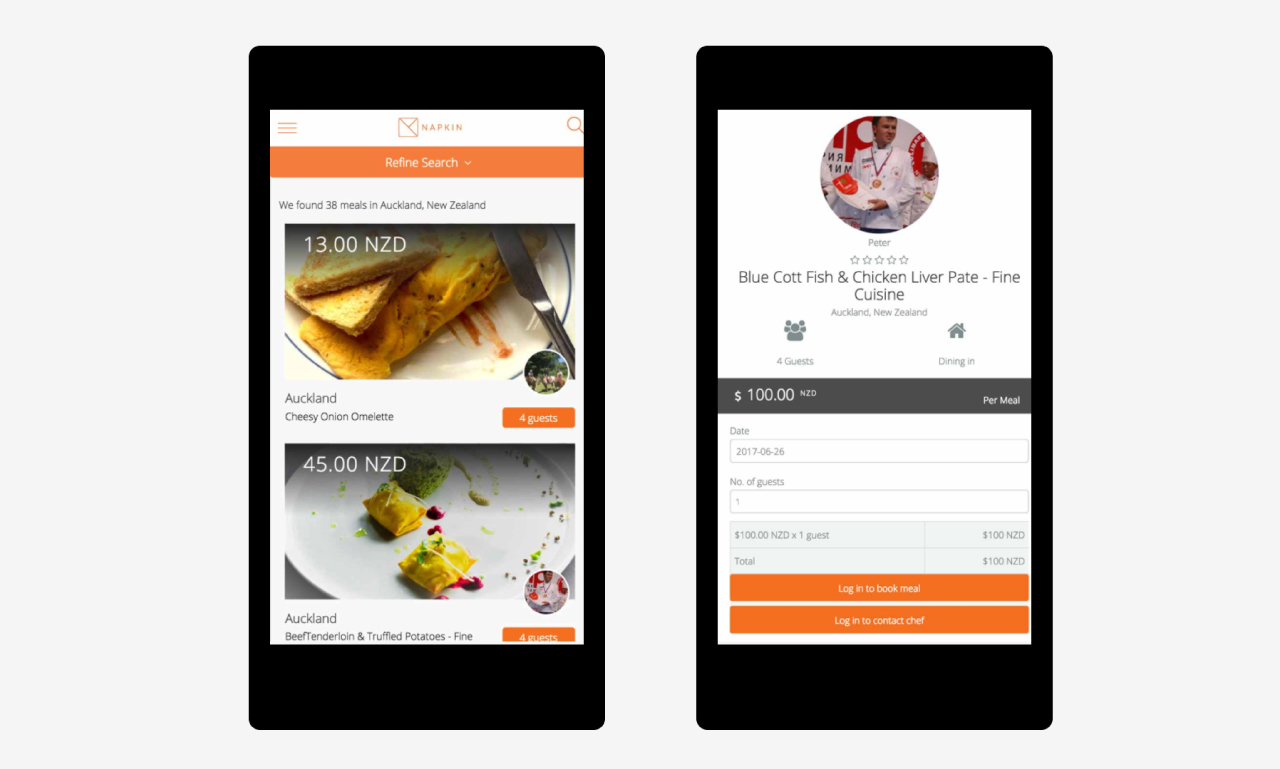 NAPKIN
Refine Search
We found 38 meals in Auckland, New Zealand
13.00 NZD
Auckland
Cheesy Onion Omelette
4 guests
45.00 NZD
Auckland
BeefTenderloin & Truffled Potatoes - Fine
4 guests
Peter
Blue Cott Fish & Chicken Liver Pate - Fine
Cuisine
Auckland, New Zealand
4 Guests
Dining in
$ 100.00 NZD
Per Meal
Date
2017-06-26
No. of guests
1
$100.00 NZD x 1 guest
$100 NZD
Total
$100 NZD
Log in to book meal
Log in to contact chef